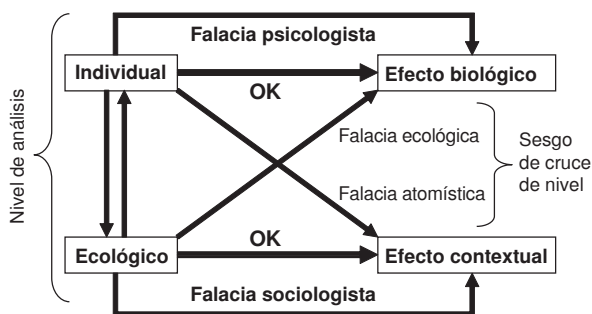 Falacia psicologista
Individual
Efecto biológico
OK
Nivel de análisis
Falacia ecológica
Sesgo
de cruce
de nivel
Falacia atomística
OK
Ecológico
Efecto contextual
Falacia sociologista